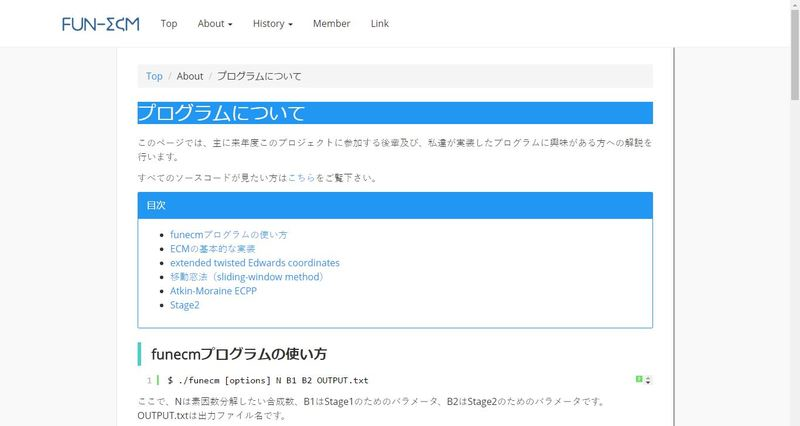 FUN-ΣCM Top About History Member Link
Top / About / プログラムについて
プログラムについて
このページでは、主に来年度このプロジェクトに参加する後輩及び、私達が実装したプログラムに興味がある方への解説を
行います。
すべてのソースコードが見たい方はこちらをご覧下さい。
目次
funecmプログラムの使い方
ECMの基本的な実装
extended twisted Edwards coordinates
移動窓法（sliding-window method）
Atkin-Moraine ECPP
Stage2
funecmプログラムの使い方
1 $ ./funecm [options] N B1 B2 OUTPUT.txt
ここで、Nは素因数分解したい合成数、B1はStage1のためのパラメータ、B2はStage2のためのパラメータです。
OUTPUT.txtは出力ファイル名です。